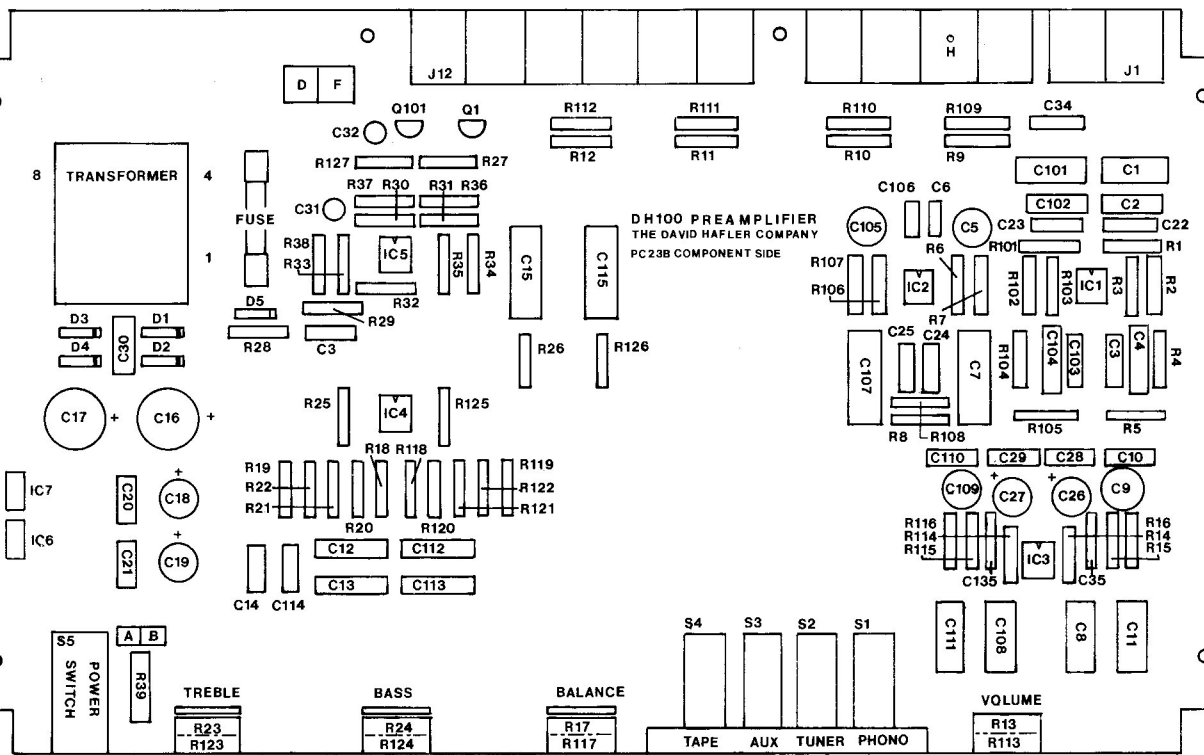 J12
H
J1
D F
Q101 Q1
C32
R112 R111 R110 R109 C34
R12 R11 R10 R9
R127 R27
8 TRANSFORMER 4
C101 C1
R37 R30 R31 R36
C106 C6
C102 C2
C31
FUSE
DH100 PREAMPLIFIER
THE DAVID HAFLER COMPANY
PC23B COMPONENT SIDE
C105 C5
C23 C22
R101 R1
R38
R33
IC5
R35 R34
C15 C115
R107
R106
R6
IC2
R7
R102 R103 IC1 R3 R2
1
R32
D5
R29
D3 D1
D4 C30 D2
R28 C3
R26 R126
C25 C24
C107 C7
R104 C104 C103 C3 C4 R4
C17 + C16 +
R25 IC4 R125
R8 R108
R105 R5
R18 R118
C110 C29 C28 C10
R19
R22
R21
R119
R122
R121
R20 R120
C109 + C27 + C26 C9
IC7
IC6
C20 + C18
C21 + C19
R116
R114
R115
IC3
R16
R14
R15
C135 C35
C12 C112
C13 C113
C14 C114
C111 C108 C8 C11
S5
POWER
SWITCH
A B
R39
S4 S3 S2 S1
TREBLE BASS BALANCE VOLUME
R23 R24 R17 R13
R123 R124 R117 R113
TAPE AUX TUNER PHONO